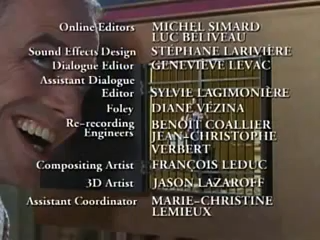 Online Editors MICHEL SIMARD
LUC BÉLIVEAU
Sound Effects Design STÉPHANE LARIVIÈRE
Dialogue Editor GENEVIÈVE LEVAC
Assistant Dialogue
Editor SYLVIE LAGIMONIÈRE
Foley DIANE VÉZINA
Re-recording BENOÎT COALLIER
Engineers JEAN-CHRISTOPHE
VERBERT
Compositing Artist FRANÇOIS LEDUC
3D Artist JASON LAZAROFF
Assistant Coordinator MARIE-CHRISTINE
LEMIEUX